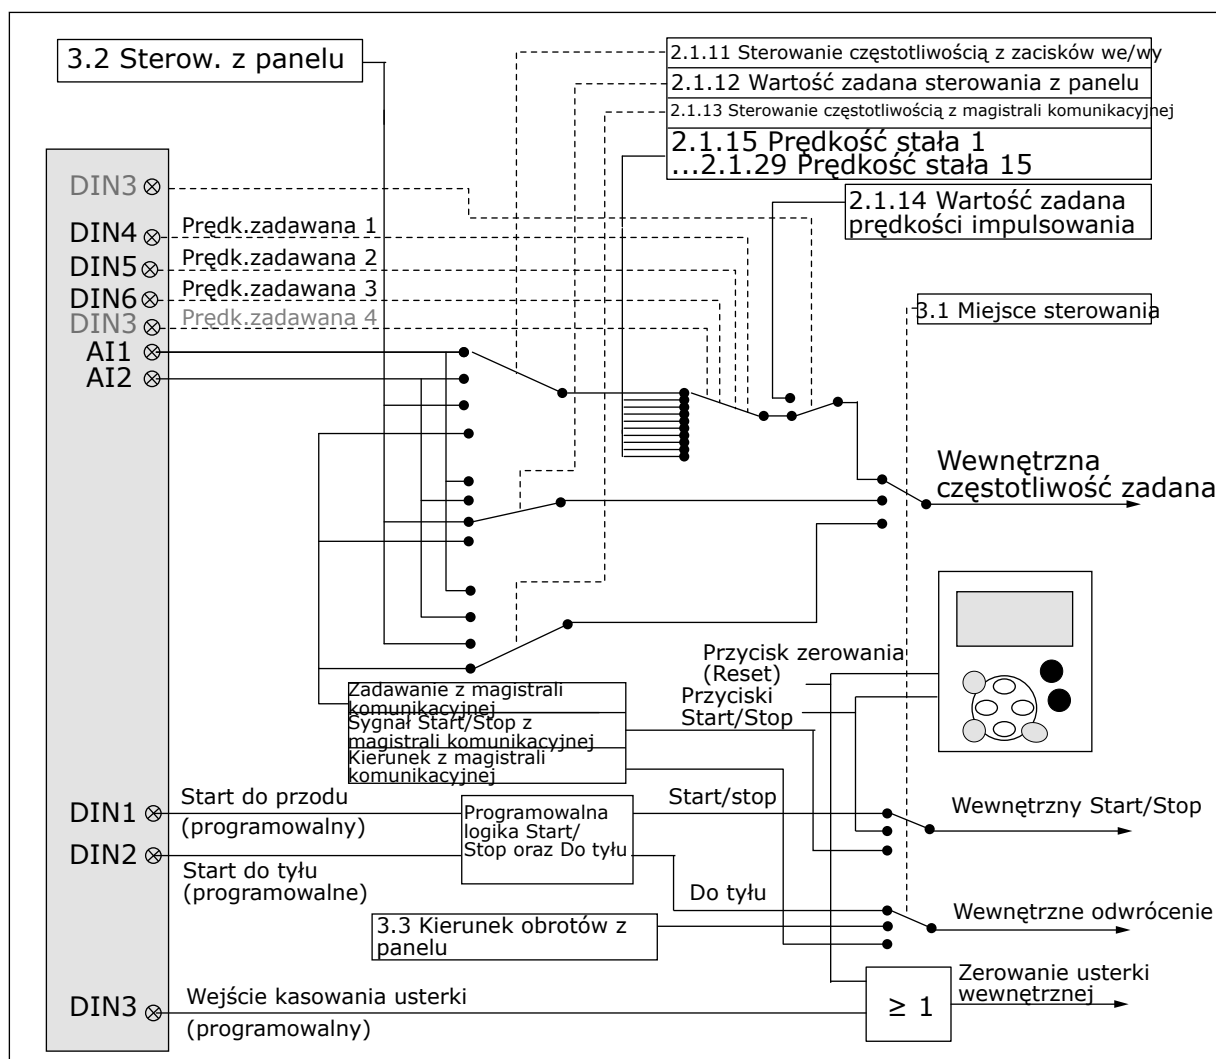 3.2 Sterow. z panelu
2.1.11 Sterowanie częstotliwością z zacisków we/wy
2.1.12 Wartość zadana sterowania z panelu
2.1.13 Sterowanie częstotliwością z magistrali komunikacyjnej
2.1.15 Prędkość stała 1
...2.1.29 Prędkość stała 15
2.1.14 Wartość zadana
prędkości impulsowania
3.1 Miejsce sterowania
DIN3
DIN4
Prędk.zadawana 1
DIN5
Prędk.zadawana 2
DIN6
Prędk.zadawana 3
DIN3
Prędk.zadawana 4
AI1
AI2
Wewnętrzna
częstotliwość zadana
Przycisk zerowania
(Reset)
Przyciski
Start/Stop
Zadawanie z magistrali
komunikacyjnej
Sygnał Start/Stop z
magistrali komunikacyjnej
Kierunek z magistrali
komunikacyjnej
DIN1
Start do przodu
(programowalny)
Programowalna
logika Start/
Stop oraz Do tyłu
Start/stop
Wewnętrzny Start/Stop
DIN2
Start do tyłu
(programowalne)
Do tyłu
Wewnętrzne odwrócenie
3.3 Kierunek obrotów z
panelu
DIN3
Wejście kasowania usterki
(programowalny)
≥ 1
Zerowanie usterki
wewnętrznej